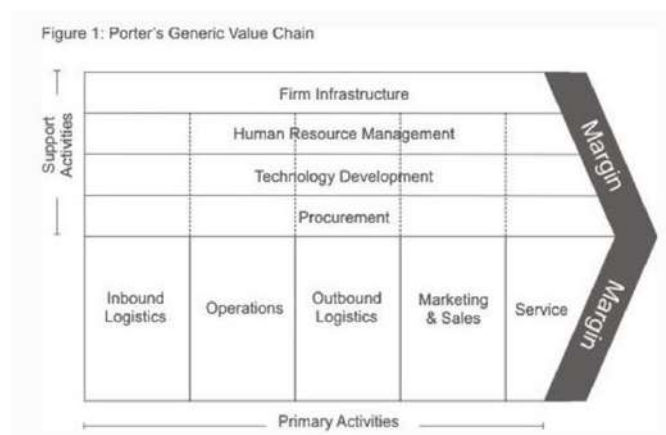 Figure 1: Porter's Generic Value Chain
Support
Activities
Firm Infrastructure
Human Resource Management
Technology Development
Procurement
Margin
Inbound
Logistics
Operations
Outbound
Logistics
Marketing
& Sales
Service
Margin
Primary Activities